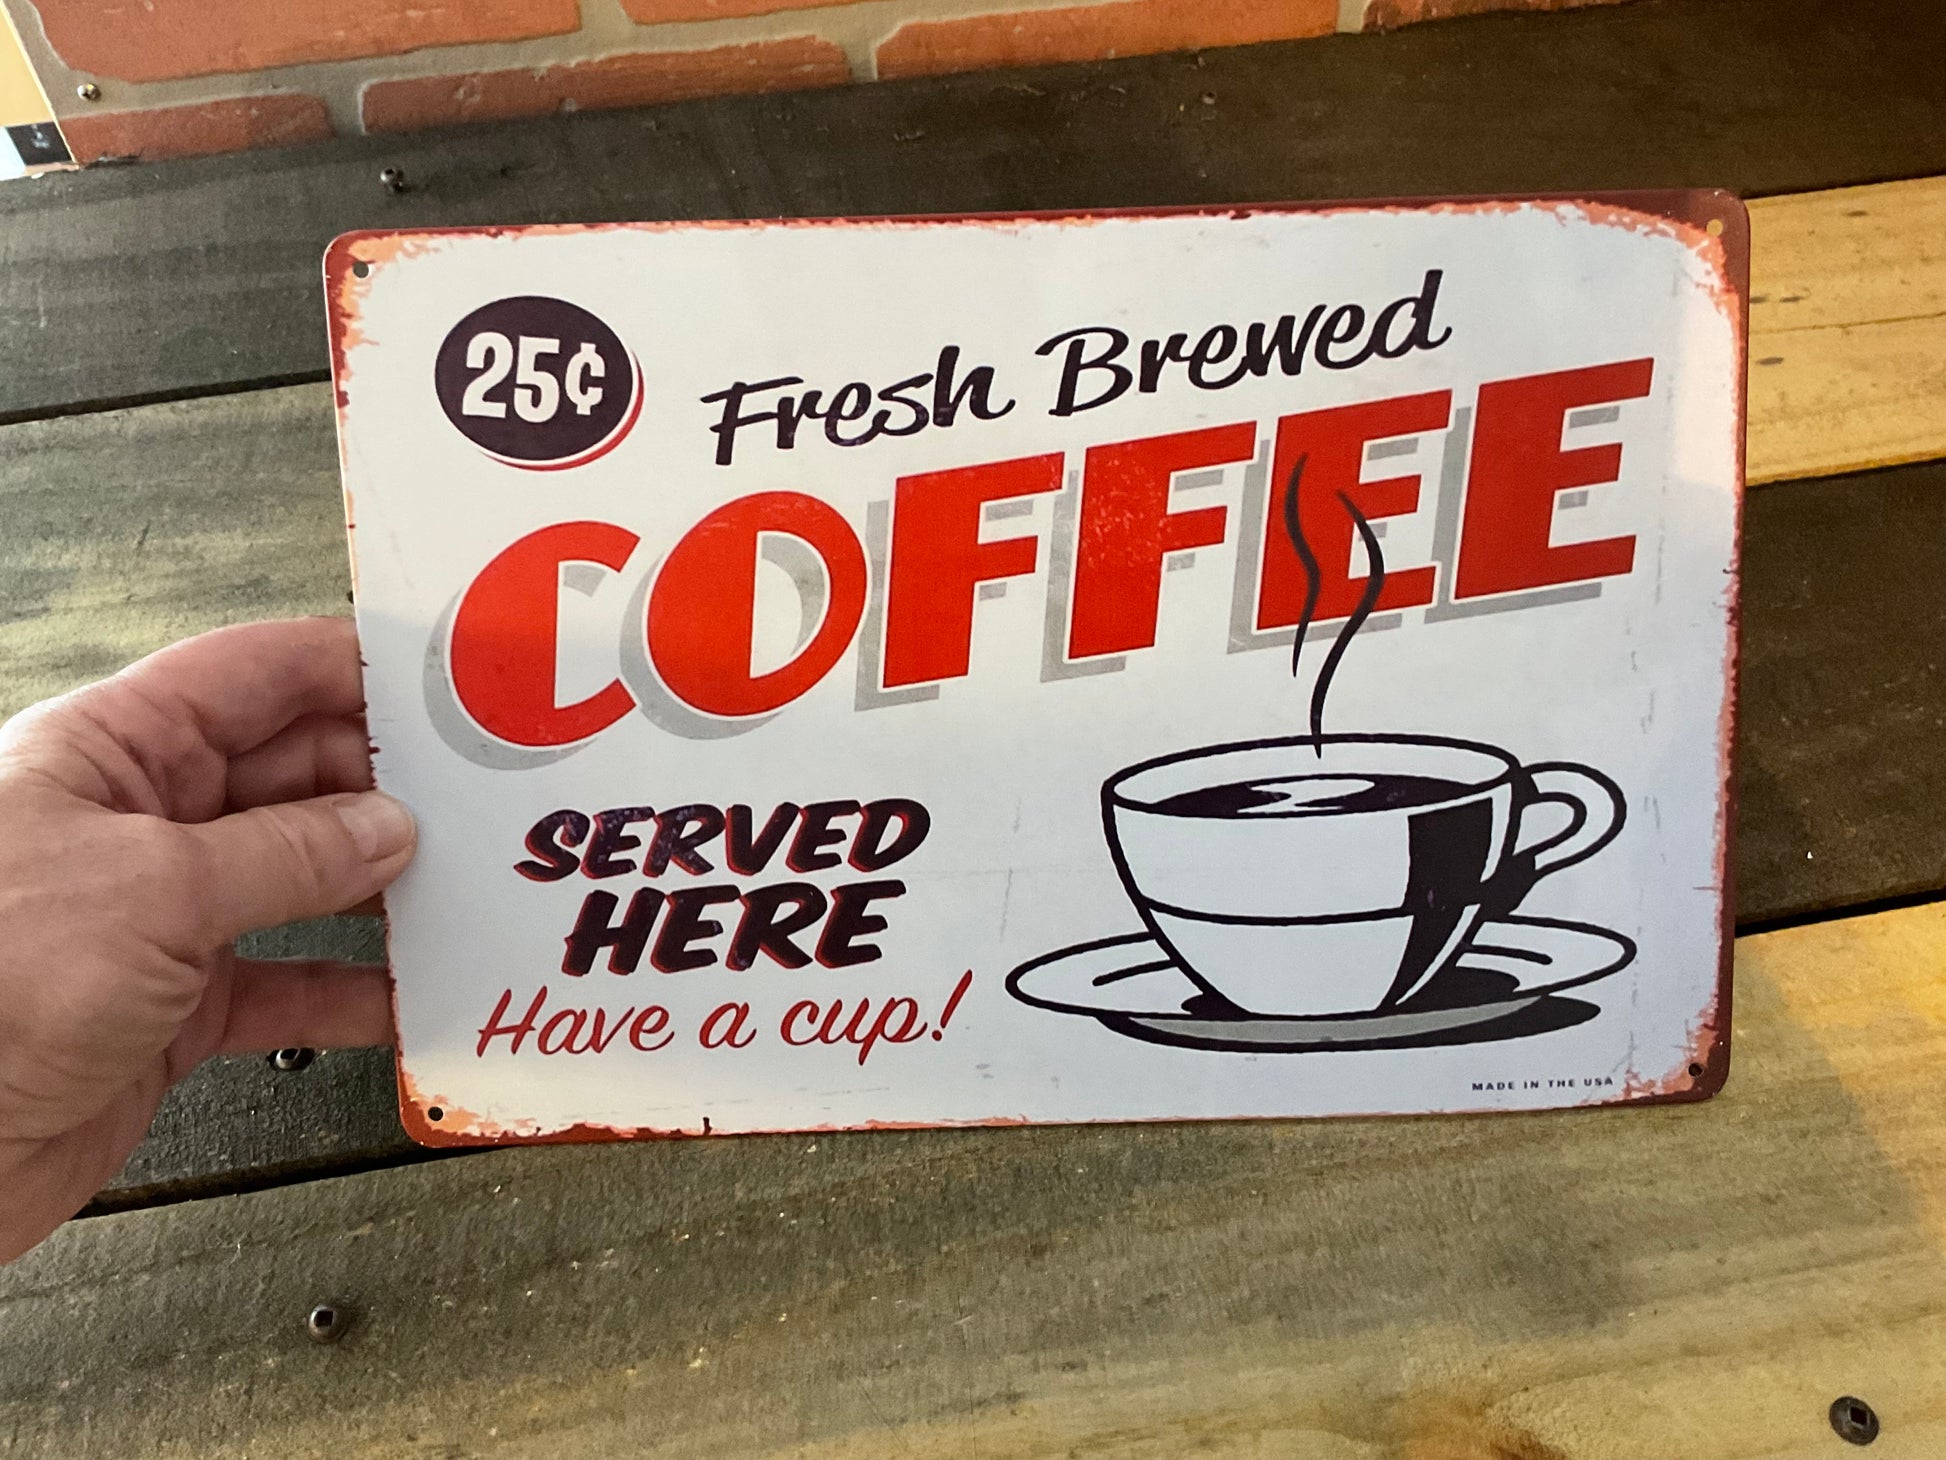 25¢
Fresh Brewed
COFFEE
SERVED
HERE
Have a cup!
MADE IN THE USA